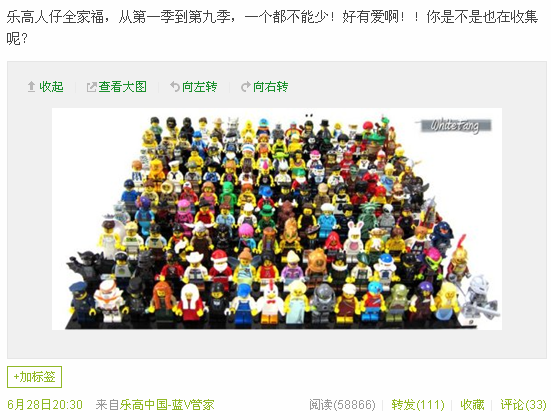 乐高人仔全家福，从第一季到第九季，一个都不能少！好有爱啊！！你是不是也在收集
呢？
收起 查看大图 向左转 向右转
WhiteFang
+加标签
6月28日20:30 来自乐高中国-蓝V管家 阅读(58866) 转发(111) 收藏 评论(33)